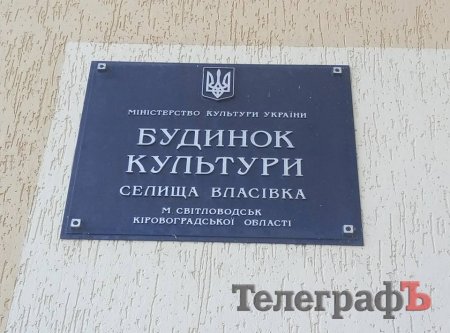 МІНІСТЕРСТВО КУЛЬТУРИ УКРАЇНИ
БУДИНОК
КУЛЬТУРИ
СЕЛИЩА ВЛАСІВКА
М СВІТЛОВОДСЬК
КІРОВОГРАДСЬКОЇ ОБЛАСТІ
ТелеграфЪ